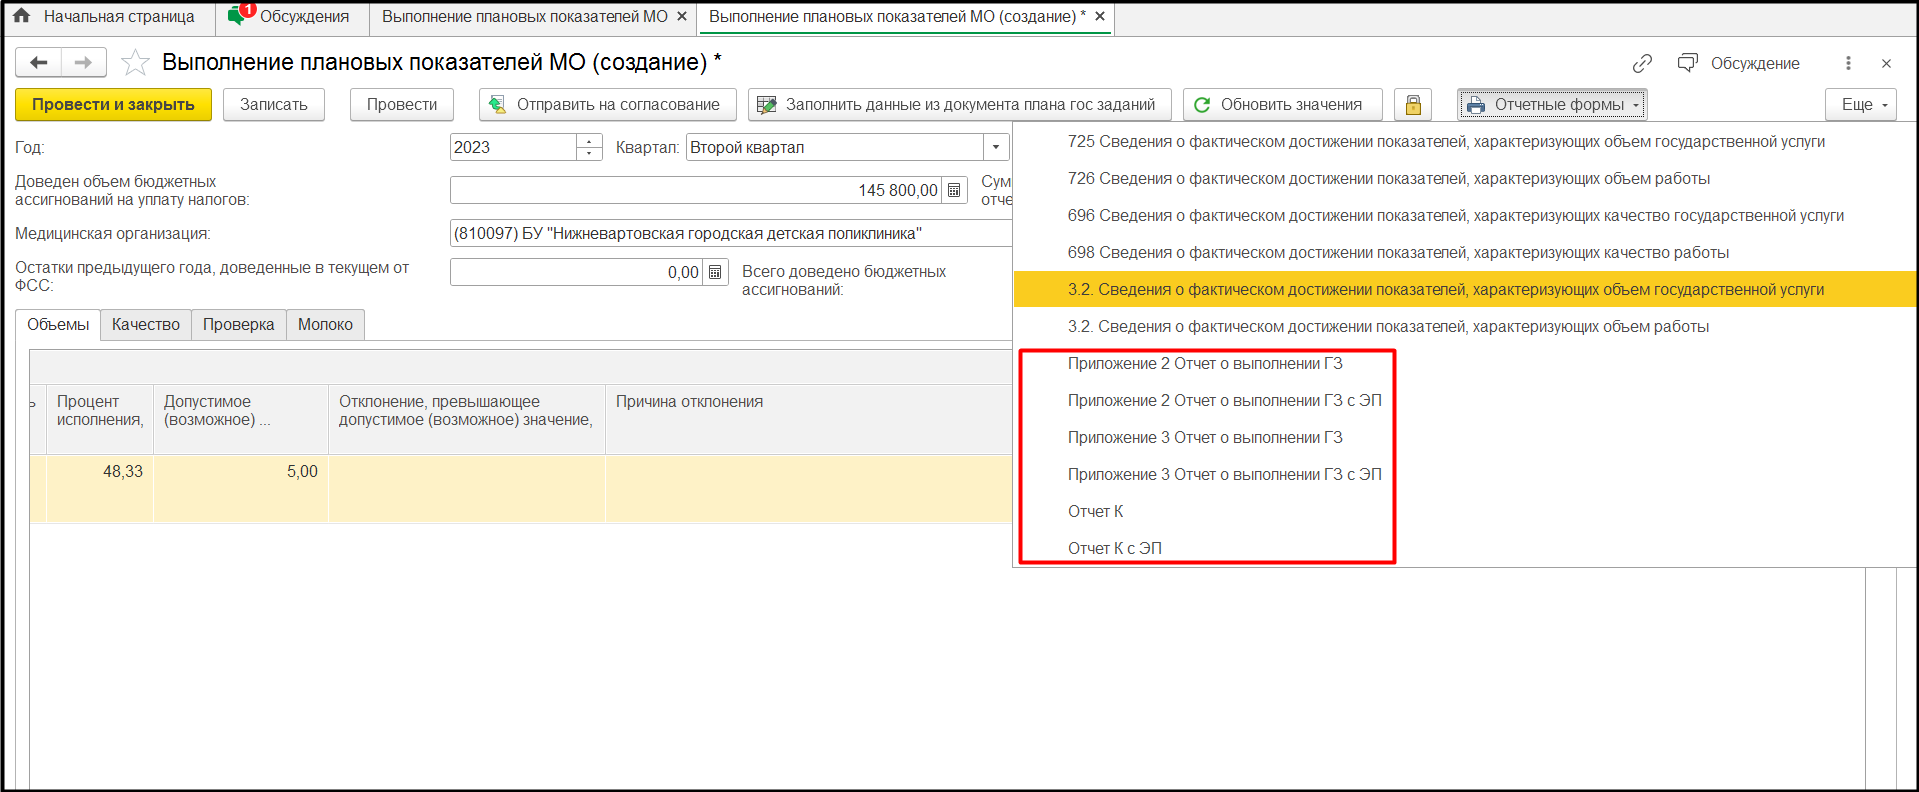 Начальная страница
1
Обсуждения
Выполнение плановых показателей МО
Выполнение плановых показателей МО (создание) *
Выполнение плановых показателей МО (создание) *
Обсуждение
Провести и закрыть
Записать
Провести
Отправить на согласование
Заполнить данные из документа плана гос заданий
Обновить значения
Отчетные формы
Еще
Год:
2023
Квартал:
Второй квартал
Доведен объем бюджетных
ассигнований на уплату налогов:
145 800,00
Сум
отче
Медицинская организация:
(810097) БУ "Нижневартовская городская детская поликлиника"
Остатки предыдущего года, доведенные в текущем от
ФСС:
0,00
Всего доведено бюджетных
ассигнований:
725 Сведения о фактическом достижении показателей, характеризующих объем государственной услуги
726 Сведения о фактическом достижении показателей, характеризующих объем работы
696 Сведения о фактическом достижении показателей, характеризующих качество государственной услуги
698 Сведения о фактическом достижении показателей, характеризующих качество работы
3.2. Сведения о фактическом достижении показателей, характеризующих объем государственной услуги
3.2. Сведения о фактическом достижении показателей, характеризующих объем работы
Приложение 2 Отчет о выполнении ГЗ
Приложение 2 Отчет о выполнении ГЗ с ЭП
Приложение 3 Отчет о выполнении ГЗ
Приложение 3 Отчет о выполнении ГЗ с ЭП
Отчет К
Отчет К с ЭП
Объемы
Качество
Проверка
Молоко
ь
Процент
исполнения,
Допустимое
(возможное) ...
Отклонение, превышающее
допустимое (возможное) значение,
Причина отклонения
48,33
5,00